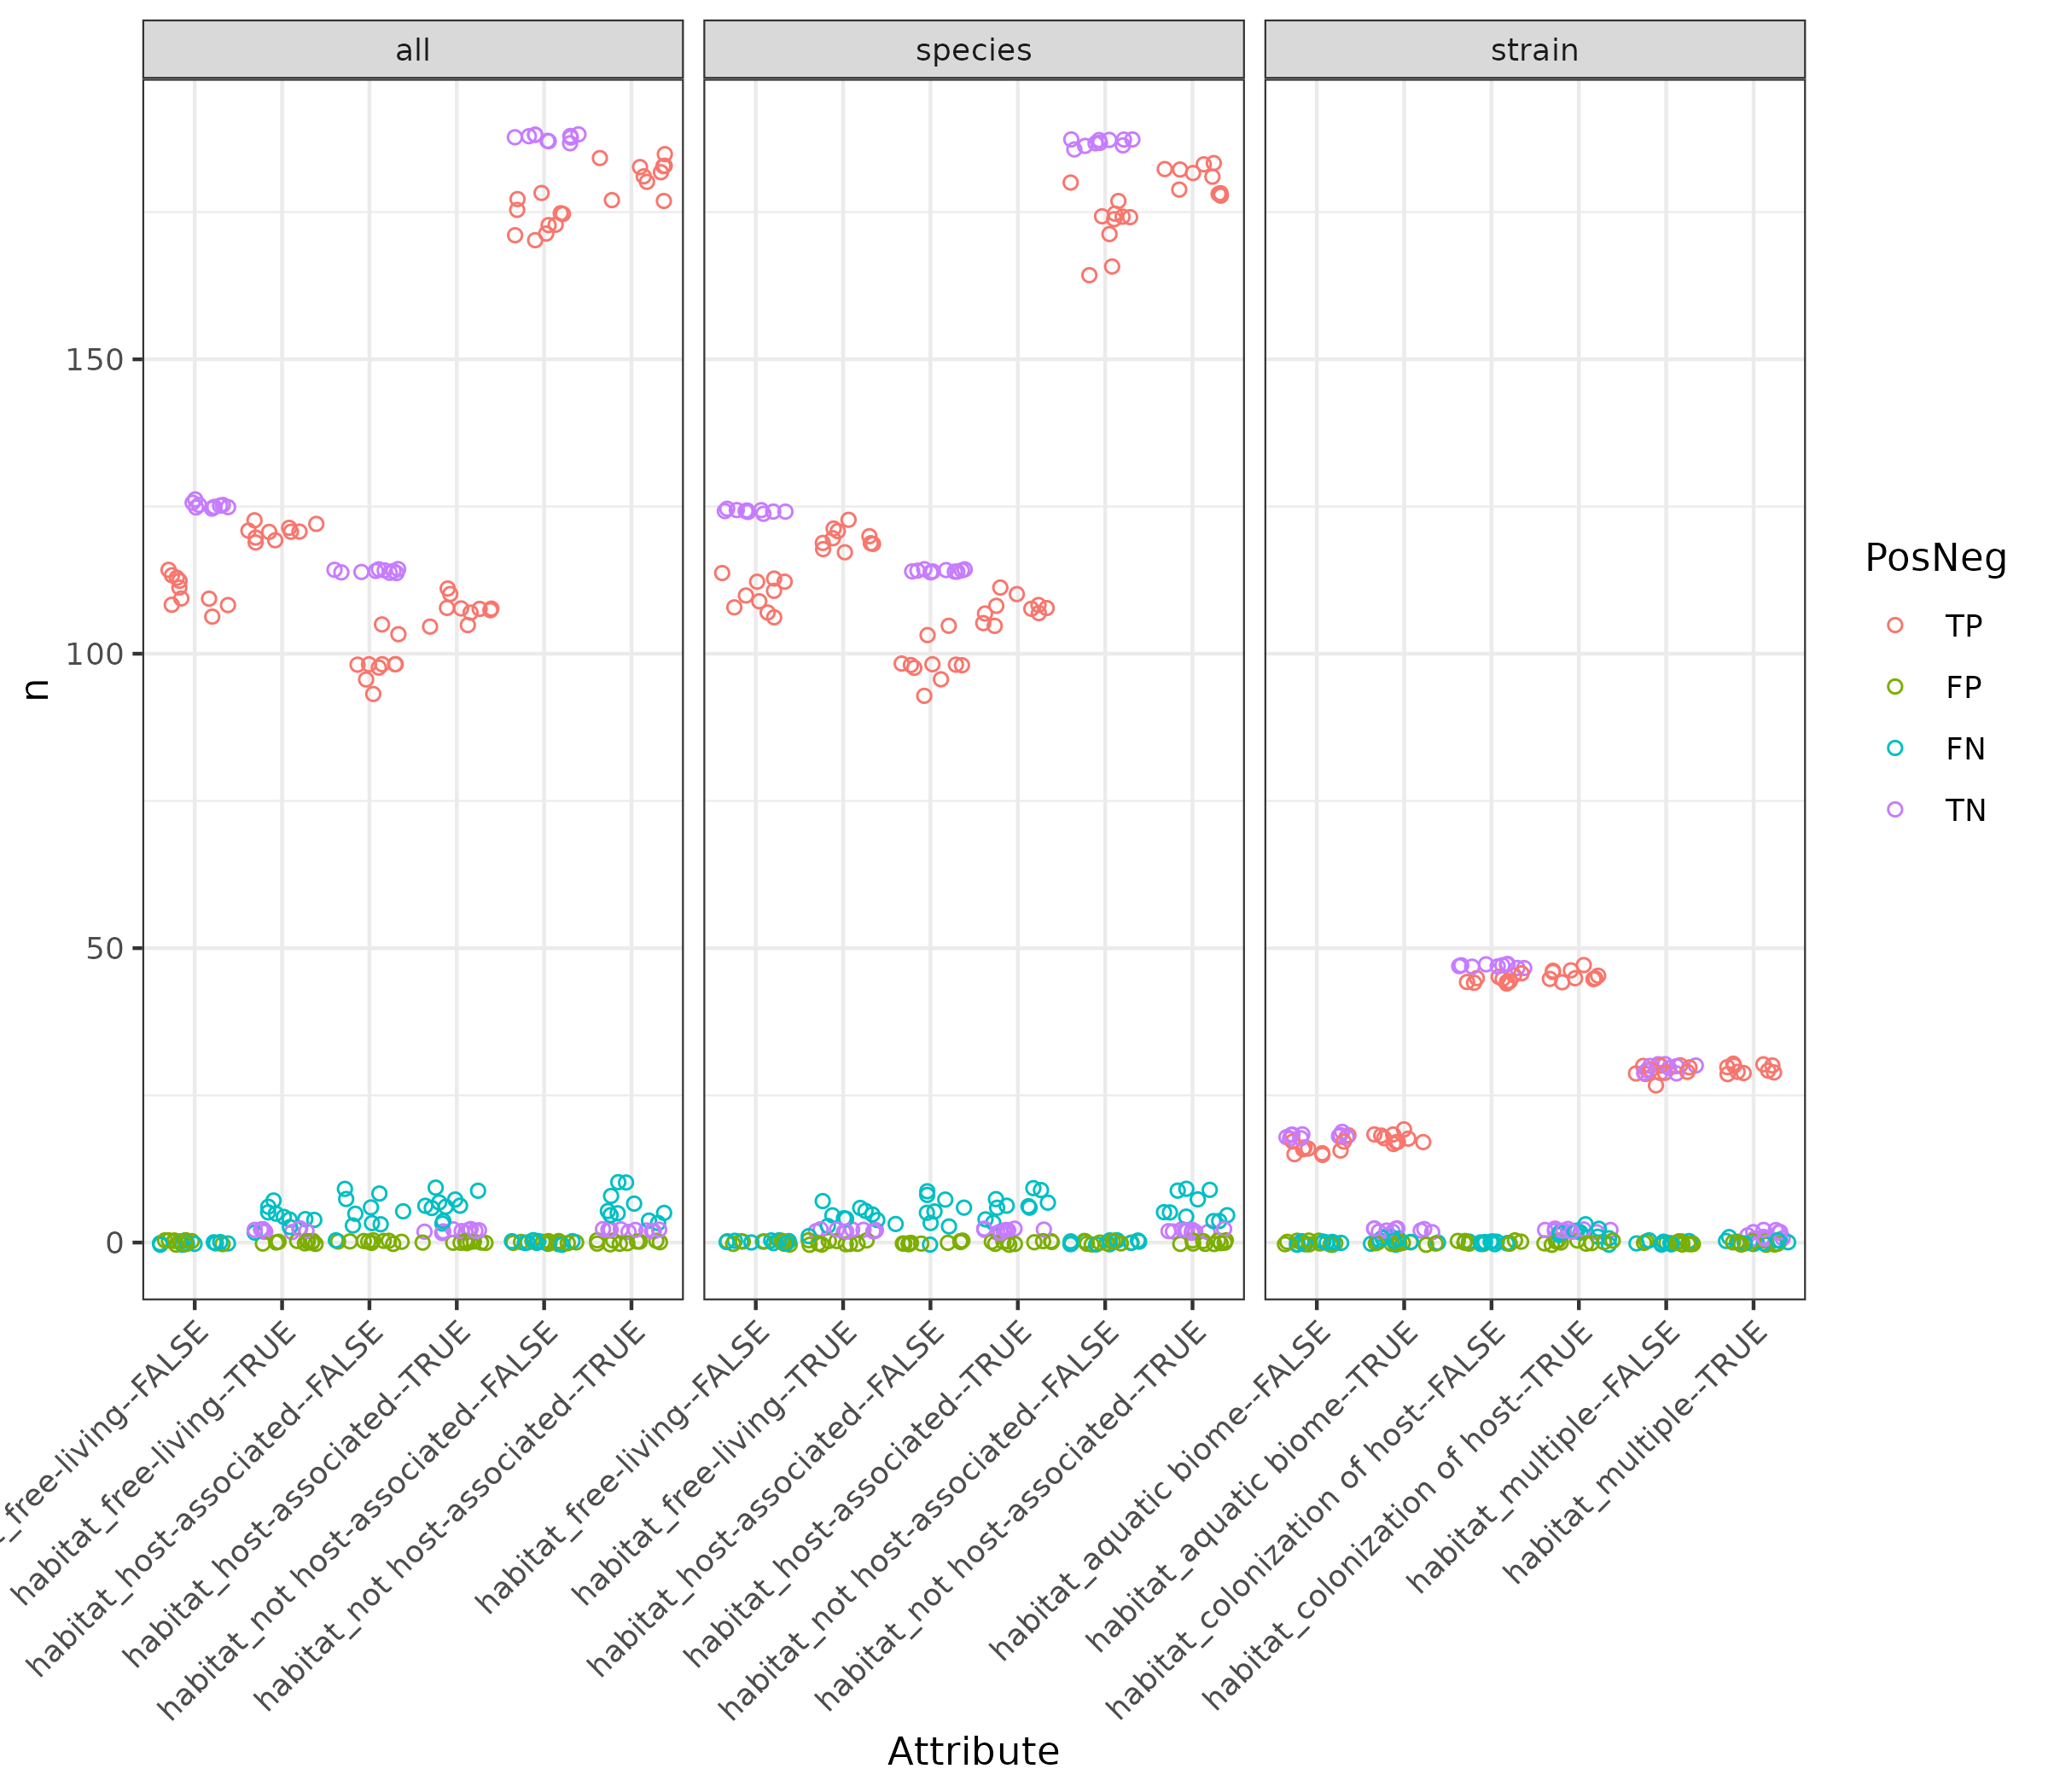 all
species
strain
150
100
50
0
n
t_free-living--FALSE
habitat_free-living--TRUE
habitat_host-associated--FALSE
habitat_host-associated--TRUE
habitat_not host-associated--FALSE
habitat_not host-associated--TRUE
habitat_free-living--FALSE
habitat_free-living--TRUE
habitat_host-associated--FALSE
habitat_host-associated--TRUE
habitat_not host-associated--FALSE
habitat_not host-associated--TRUE
habitat_aquatic biome--FALSE
habitat_aquatic biome--TRUE
habitat_colonization of host--FALSE
habitat_colonization of host--TRUE
habitat_multiple--FALSE
habitat_multiple--TRUE
Attribute
PosNeg
TP
FP
FN
TN